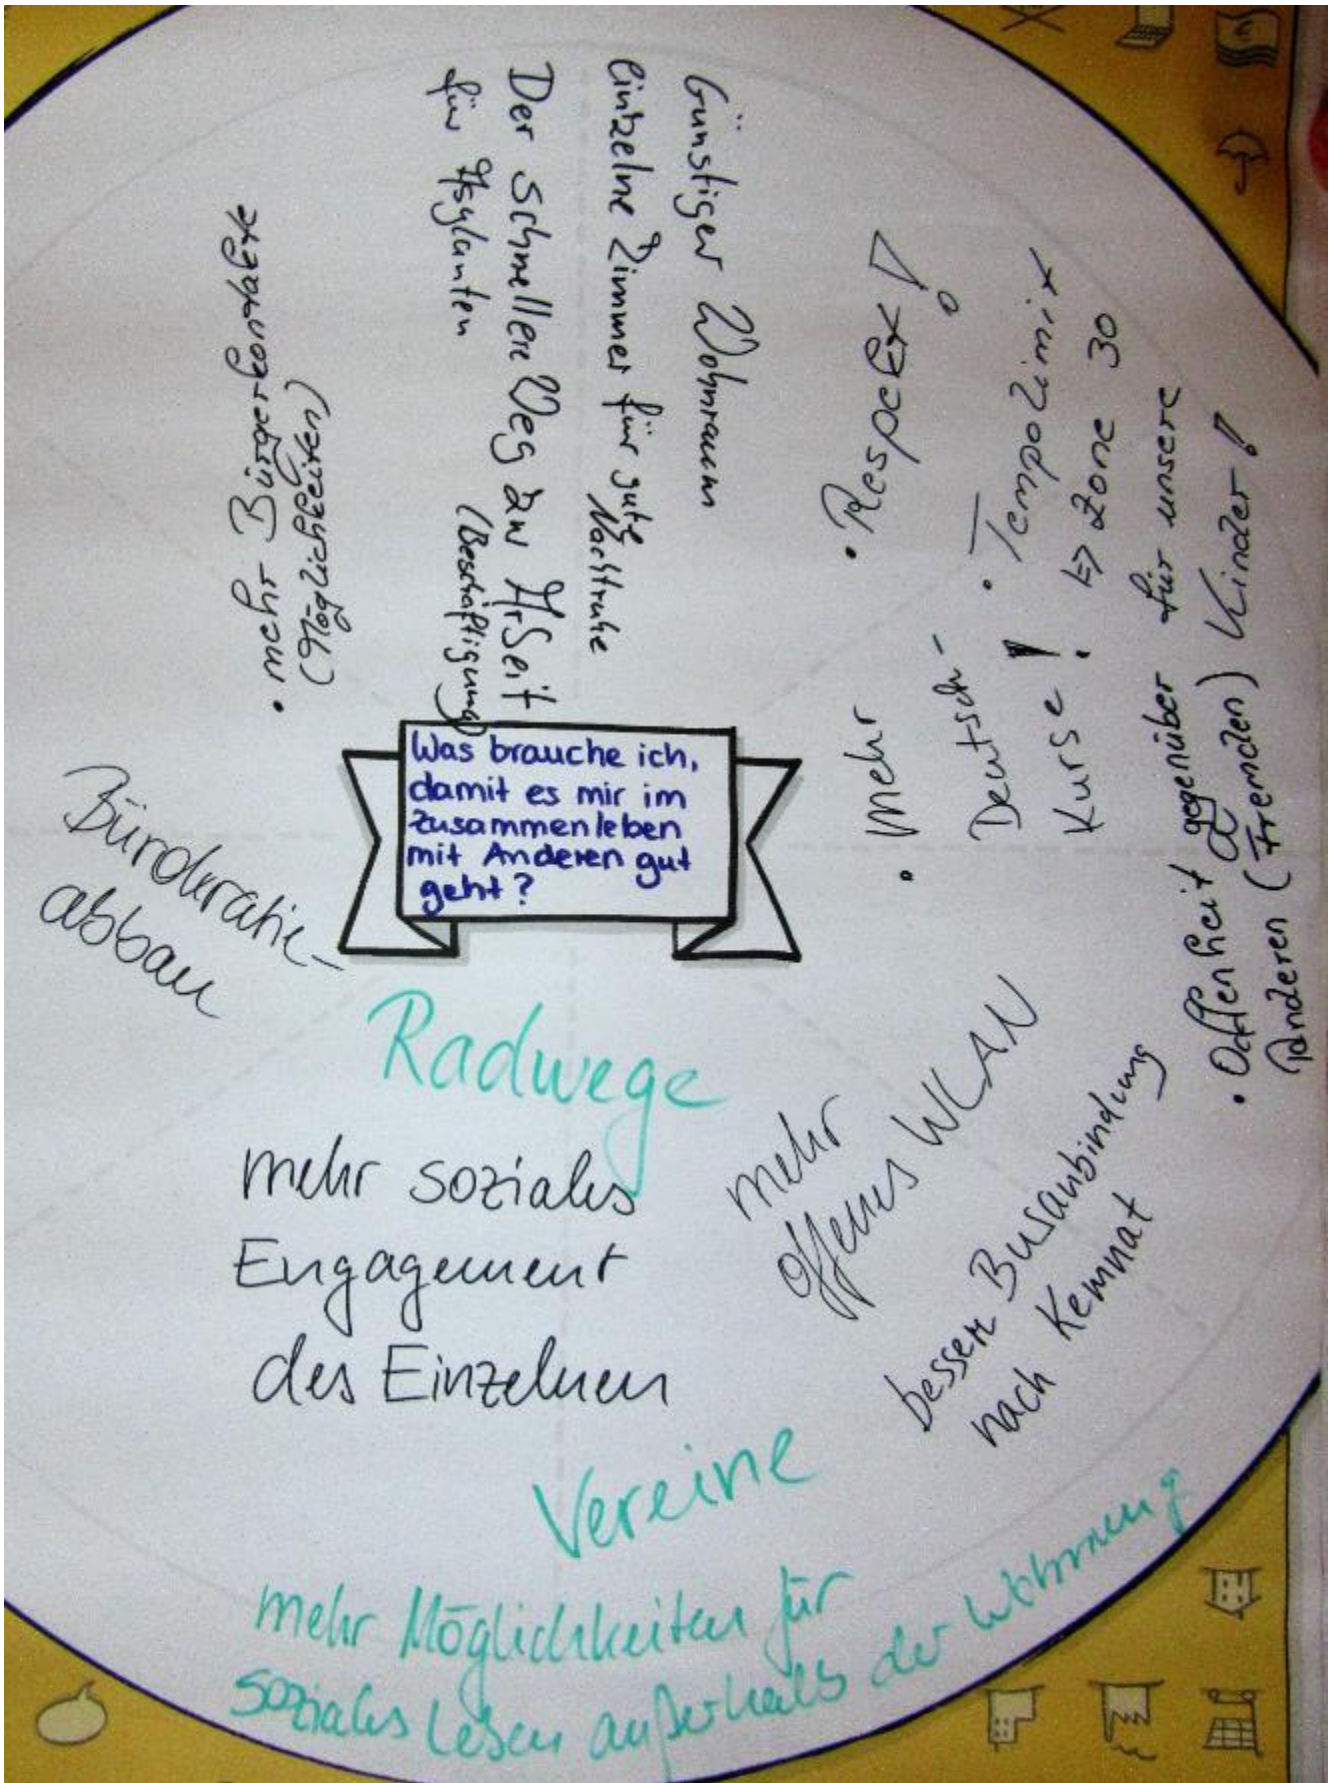 Was brauche ich,
damit es mir im
Zusammenleben
mit Anderen gut
geht?
Günstiger Wohnraum
einzelne Zimmer für gute
Nachtruhe
Der schnellere Weg zur Arbeit
für Asylanten
(Beschäftigung)
• mehr Bürgerkontakte
(Möglichkeiten)
• Respekt!
• Tempolimit
=> Zone 30
für unsere
Kinder!
• mehr
Deutsch-
Kurse!
• Offenheit gegenüber
Anderen (Fremden)
Bürokratie-
abbau
Radwege
mehr soziales
Engagement
des Einzelnen
mehr
offenes WLAN
bessere Busanbindung
nach Kemnat
Vereine
mehr Möglichkeiten für
soziales Leben außerhalb der Wohnung